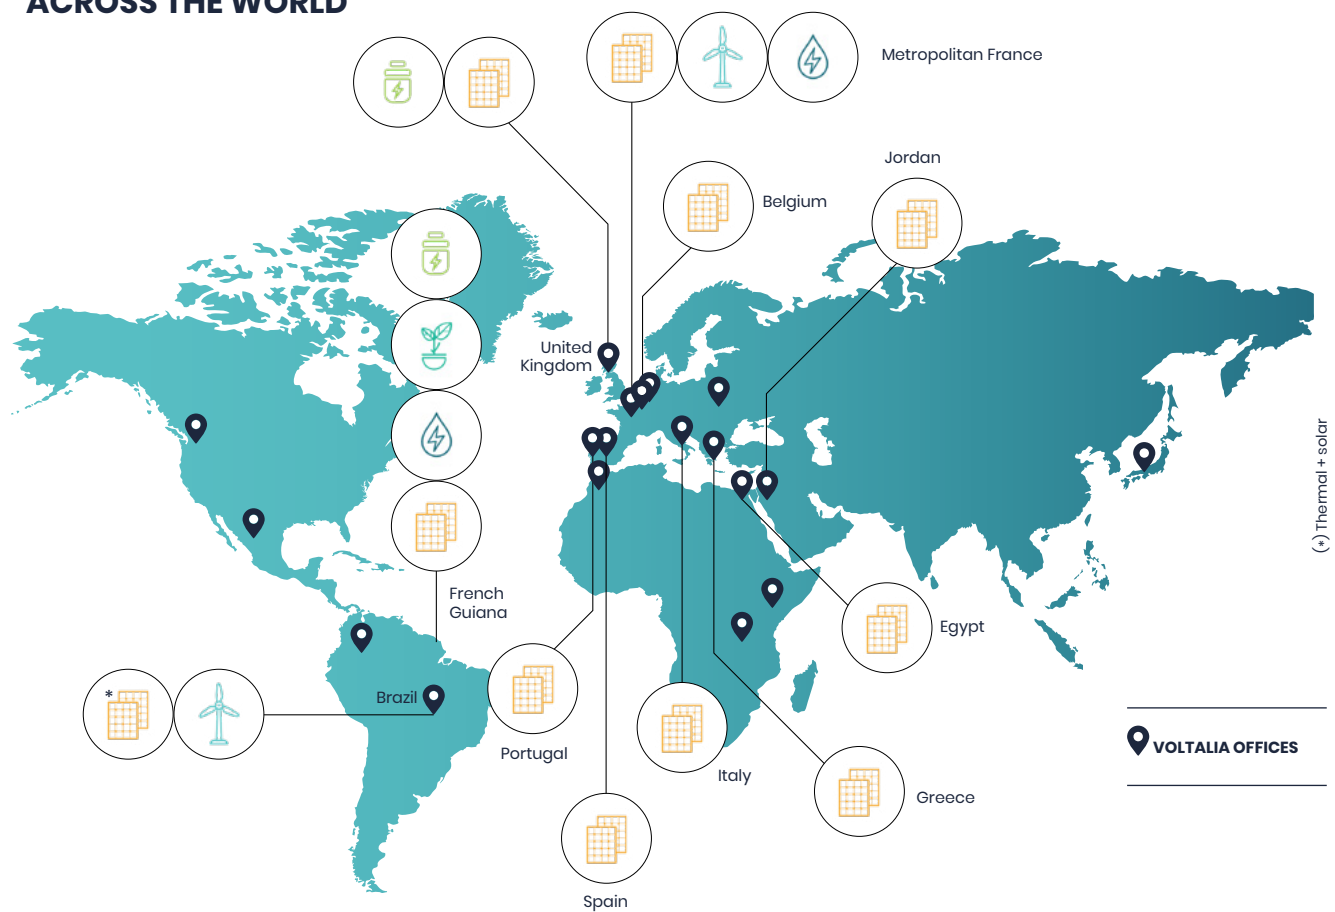 ACROSS THE WORLD
Metropolitan France
Jordan
Belgium
United
Kingdom
French
Guiana
Egypt
*
Brazil
Portugal
Italy
Greece
Spain
VOLTALIA OFFICES
(*) Thermal + solar